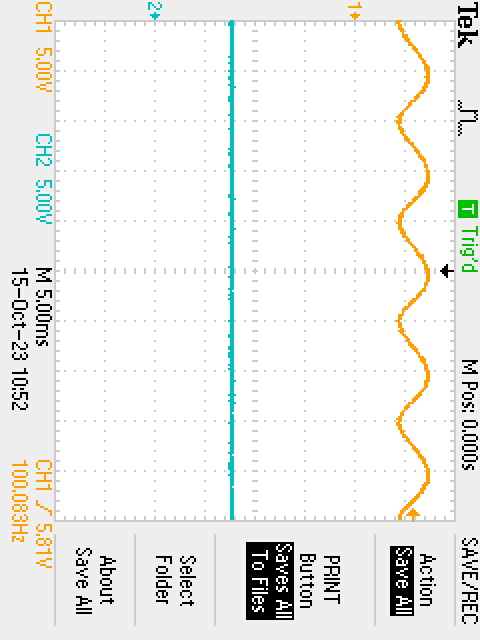 Tek
T Trig'd
M Pos: 0.000s
SAVE/REC
1
2
Action
Save All
PRINT
Button
Saves All
To Files
Select
Folder
About
Save All
CH1 5.00V
CH2 5.00V
M 5.00ms
CH1 / 5.81V
15-Oct-23 10:52
100.083Hz